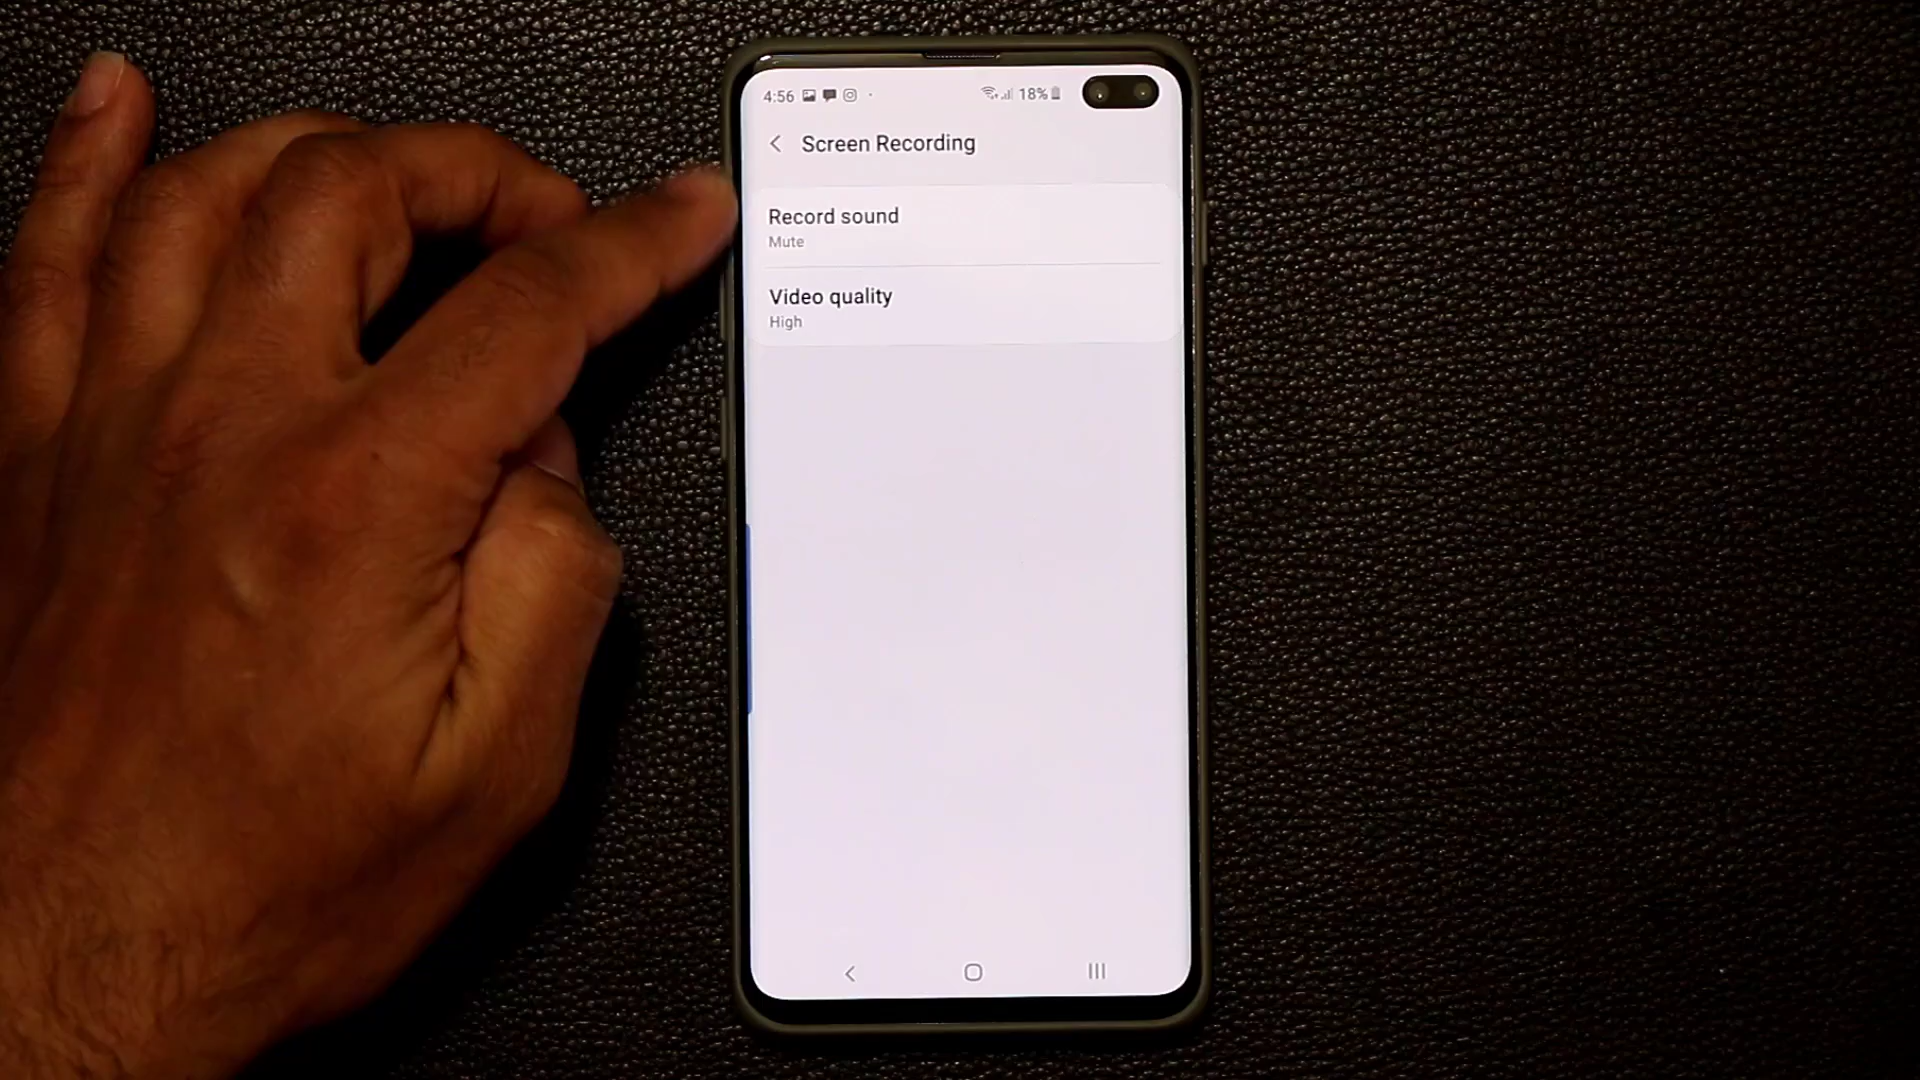 4:56 18%
Screen Recording
Record sound
Mute
Video quality
High